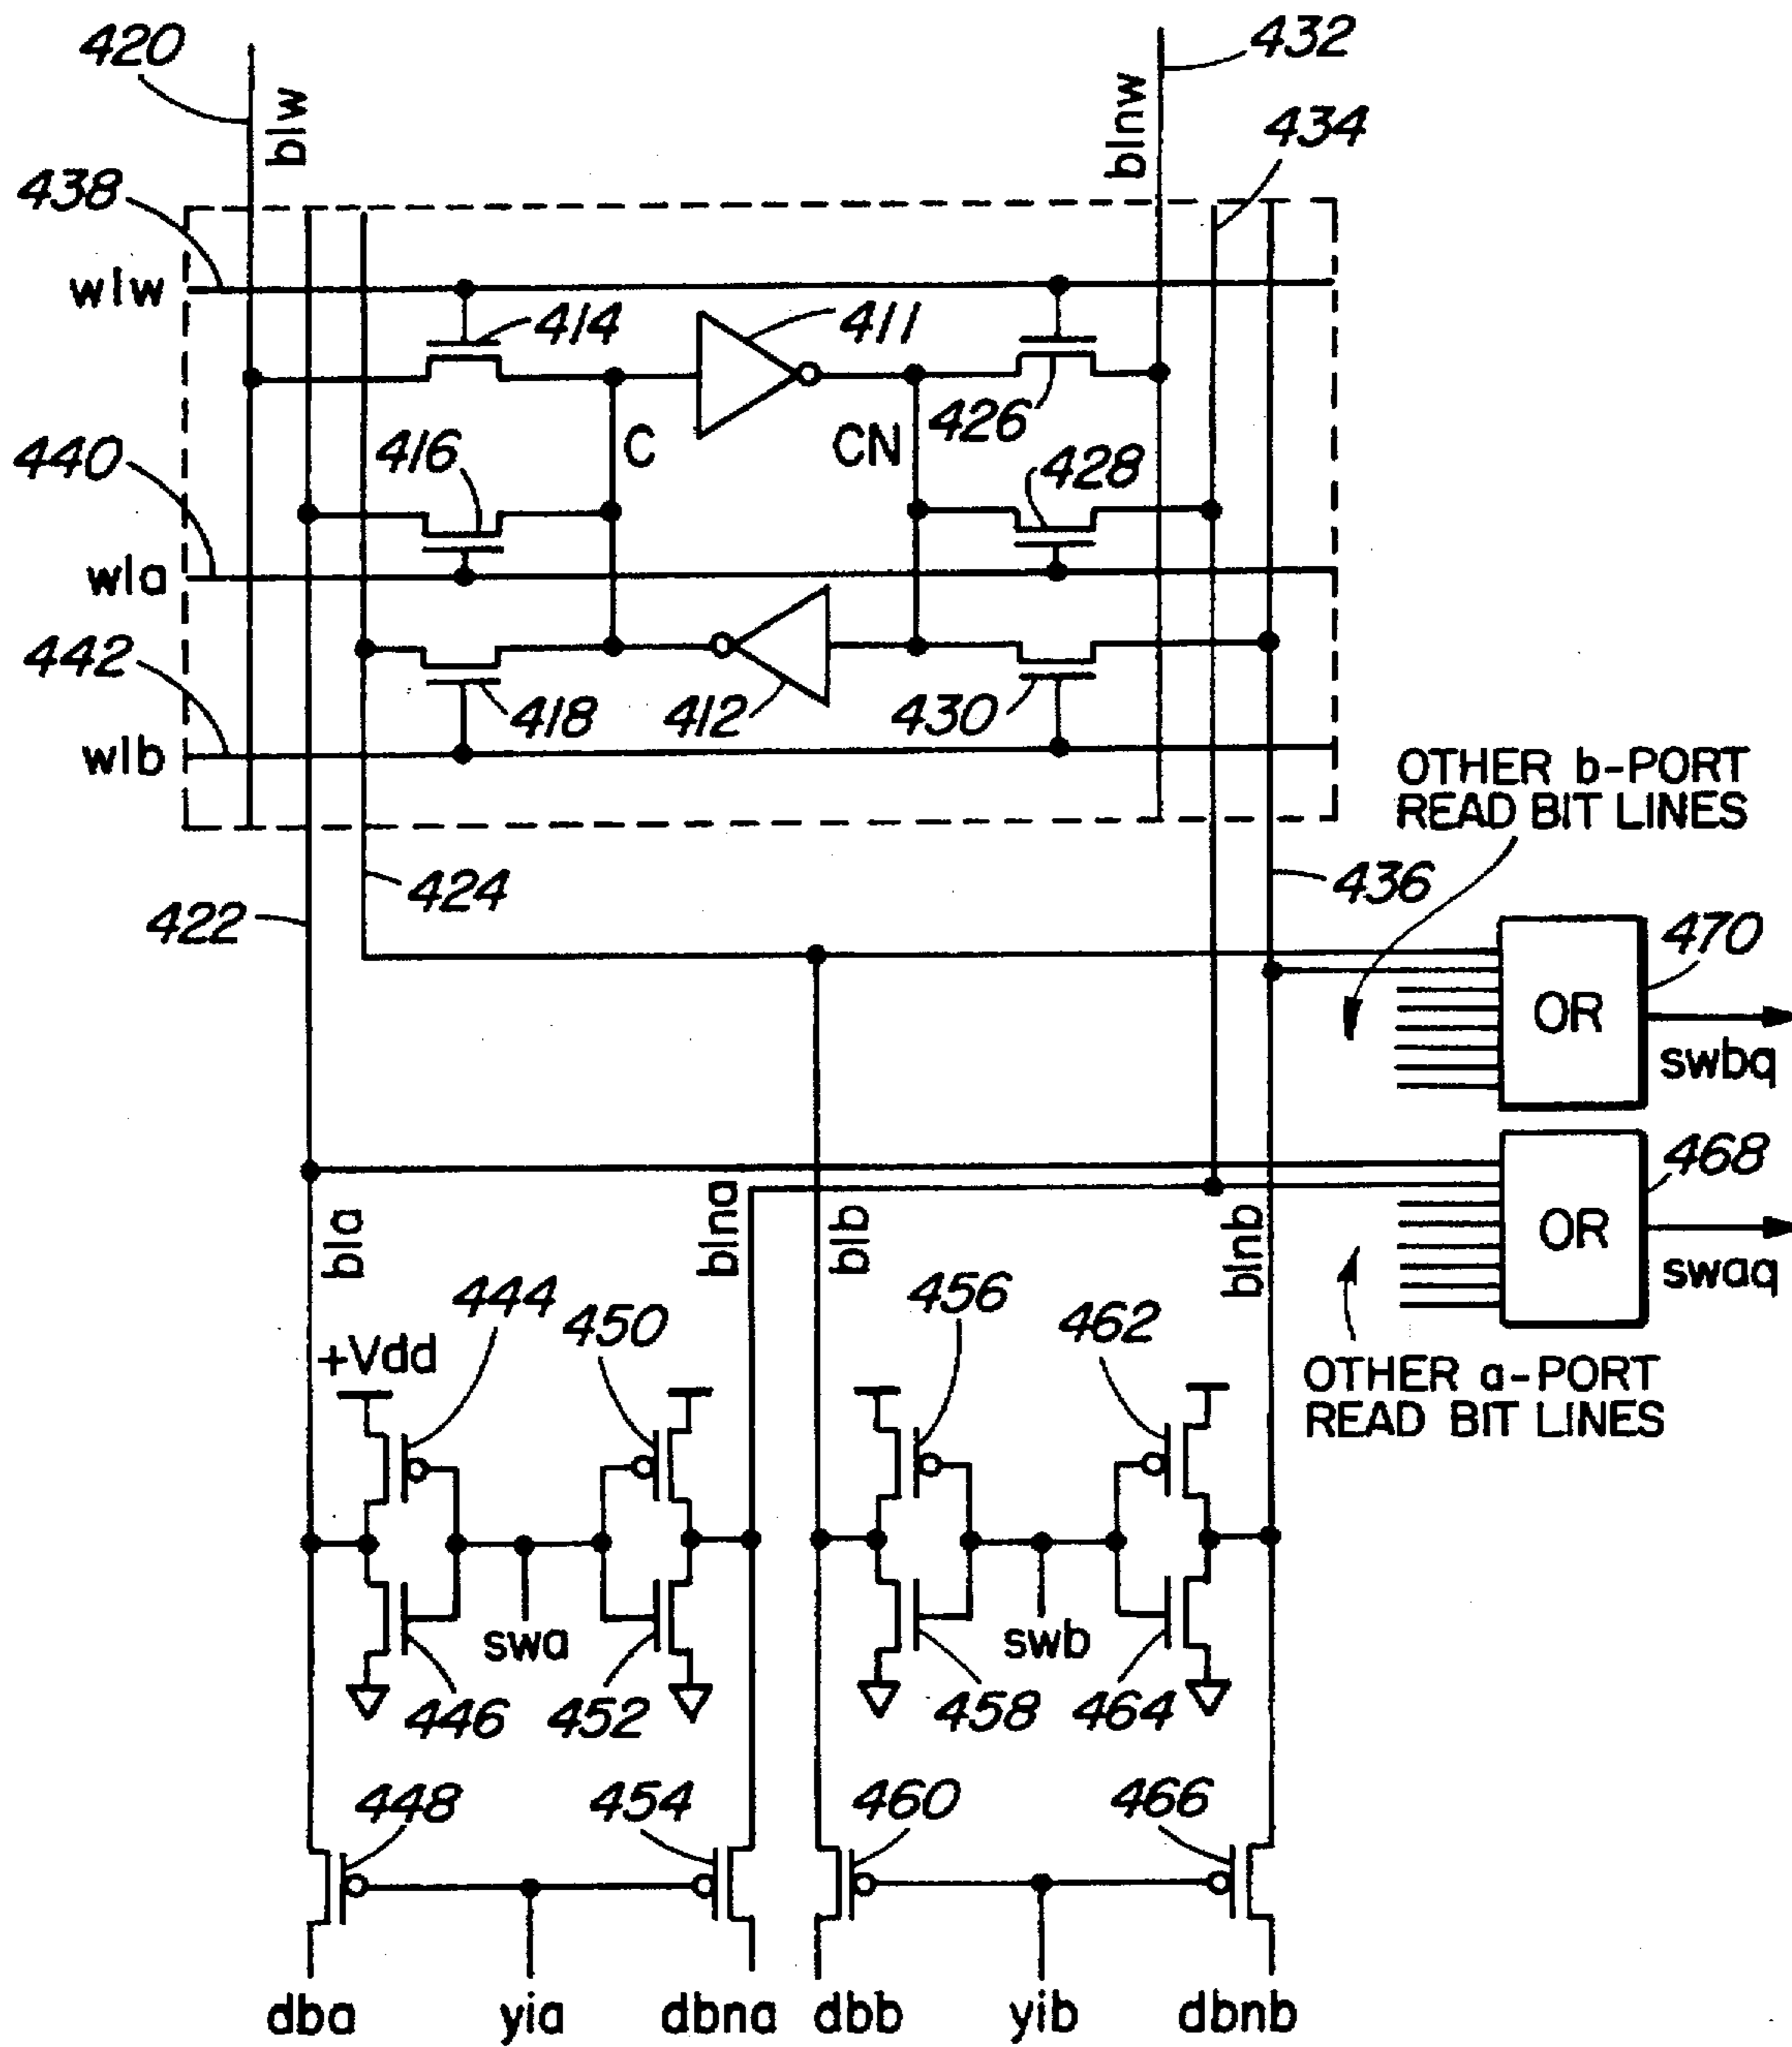 420
blw
432
blnw
434
438
wlw
414
411
426
416
C
CN
428
440
wla
442
418
412
430
wlb
OTHER b-PORT
READ BIT LINES
424
422
436
470
OR
swbq
468
OR
swaq
bla
blna
blb
blnb
444
450
456
462
+Vdd
OTHER a-PORT
READ BIT LINES
swa
swb
446
452
458
464
448
454
460
466
dba
yia
dbna
dbb
yib
dbnb